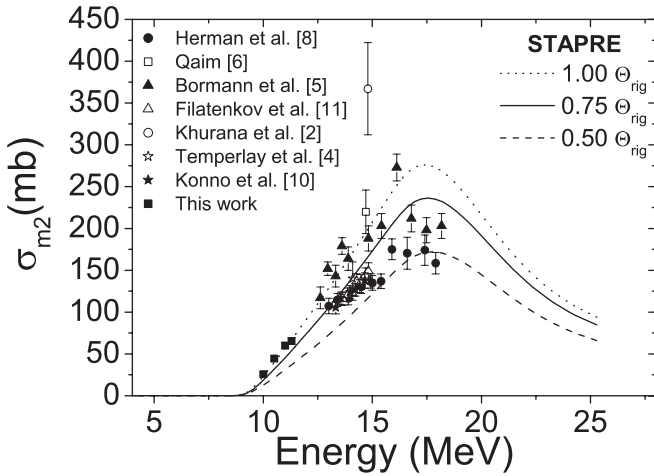 450
400
350
300
250
200
150
100
50
0
σm2(mb)
Herman et al. [8]
Qaim [6]
Bormann et al. [5]
Filatenkov et al. [11]
Khurana et al. [2]
Temperlay et al. [4]
Konno et al. [10]
This work
STAPRE
1.00 Θrig
0.75 Θrig
0.50 Θrig
5 10 15 20 25
Energy (MeV)